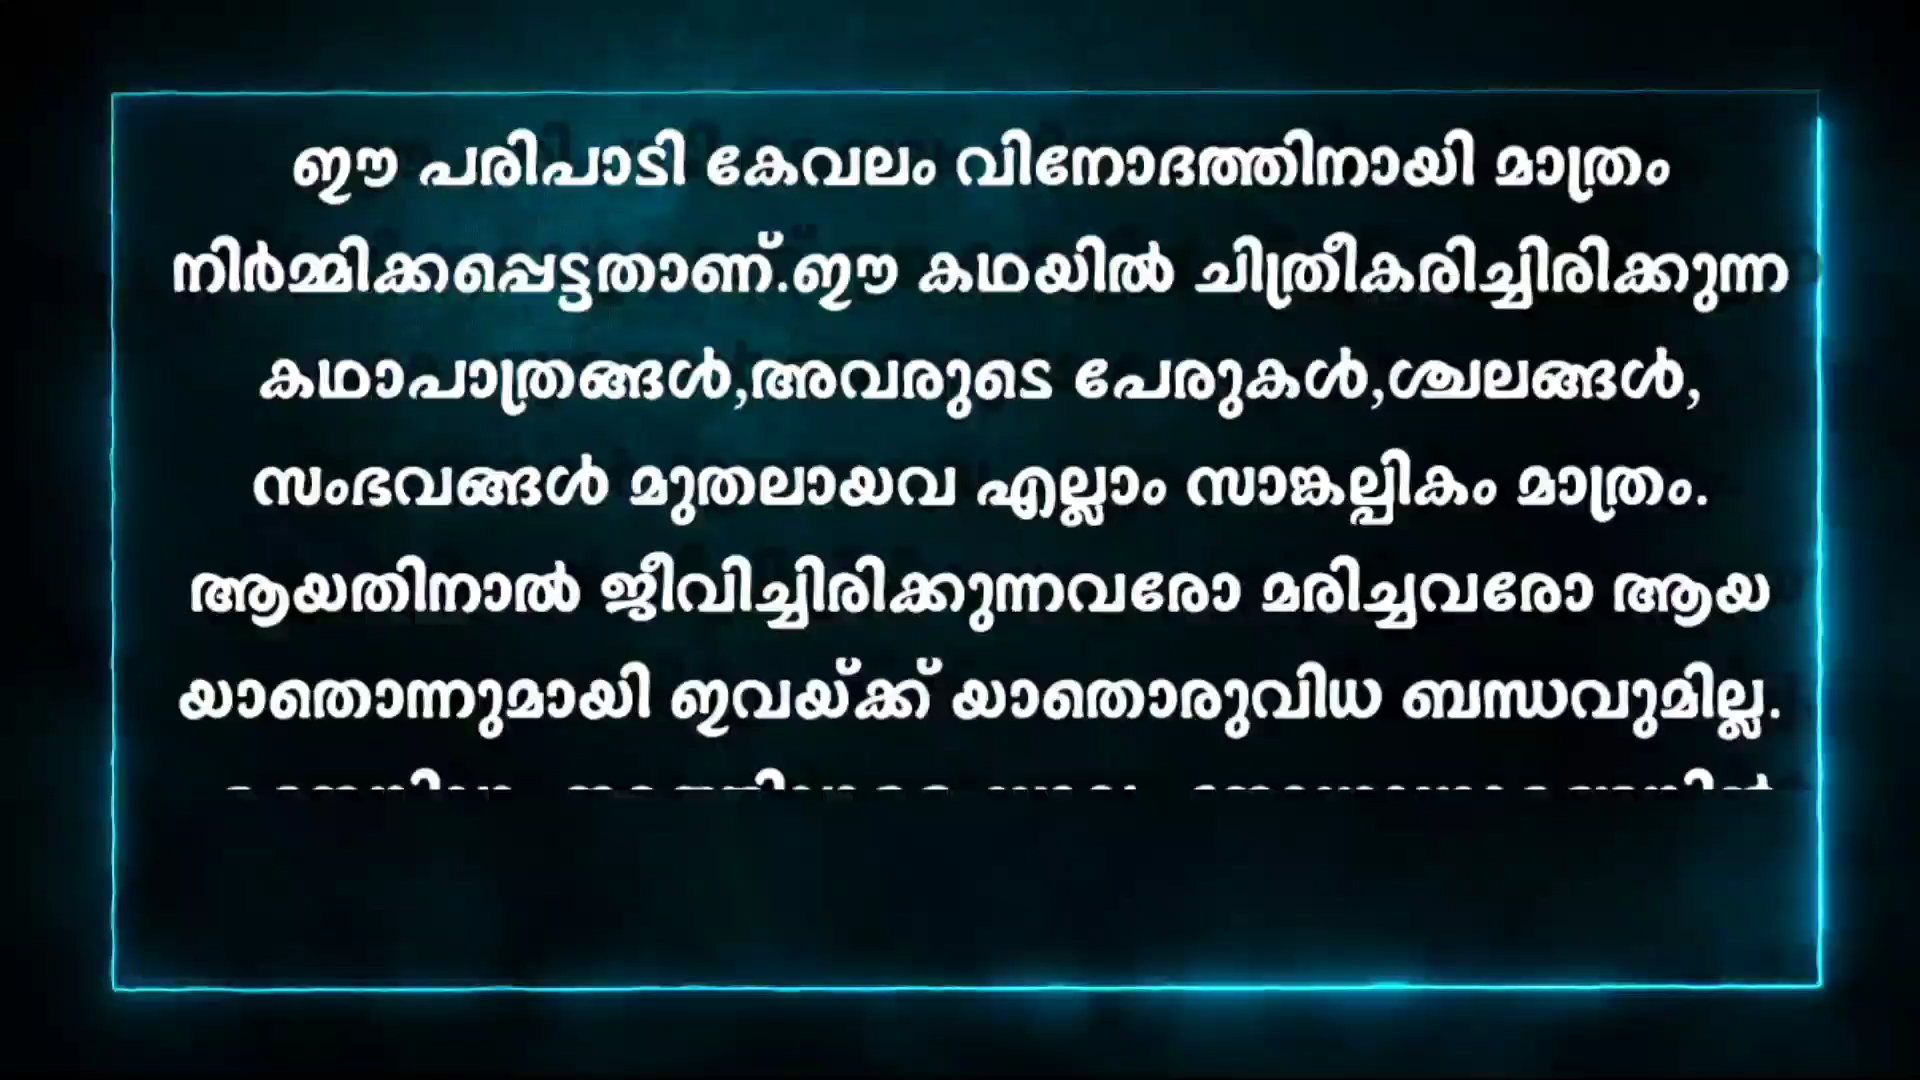 ഈ പരിപാടി കേവലം വിനോദത്തിനായി മാത്രം
നിർമ്മിക്കപ്പെട്ടതാണ്.ഈ കഥയിൽ ചിത്രീകരിച്ചിരിക്കുന്ന
കഥാപാത്രങ്ങൾ,അവരുടെ പേരുകൾ,ശ്ചലങ്ങൾ,
സംഭവങ്ങൾ മുതലായവ എല്ലാം സാങ്കല്പികം മാത്രം.
ആയതിനാൽ ജീവിച്ചിരിക്കുന്നവരോ മരിച്ചവരോ ആയ
യാതൊന്നുമായി ഇവയ്ക്ക് യാതൊരുവിധ ബന്ധവുമില്ല.